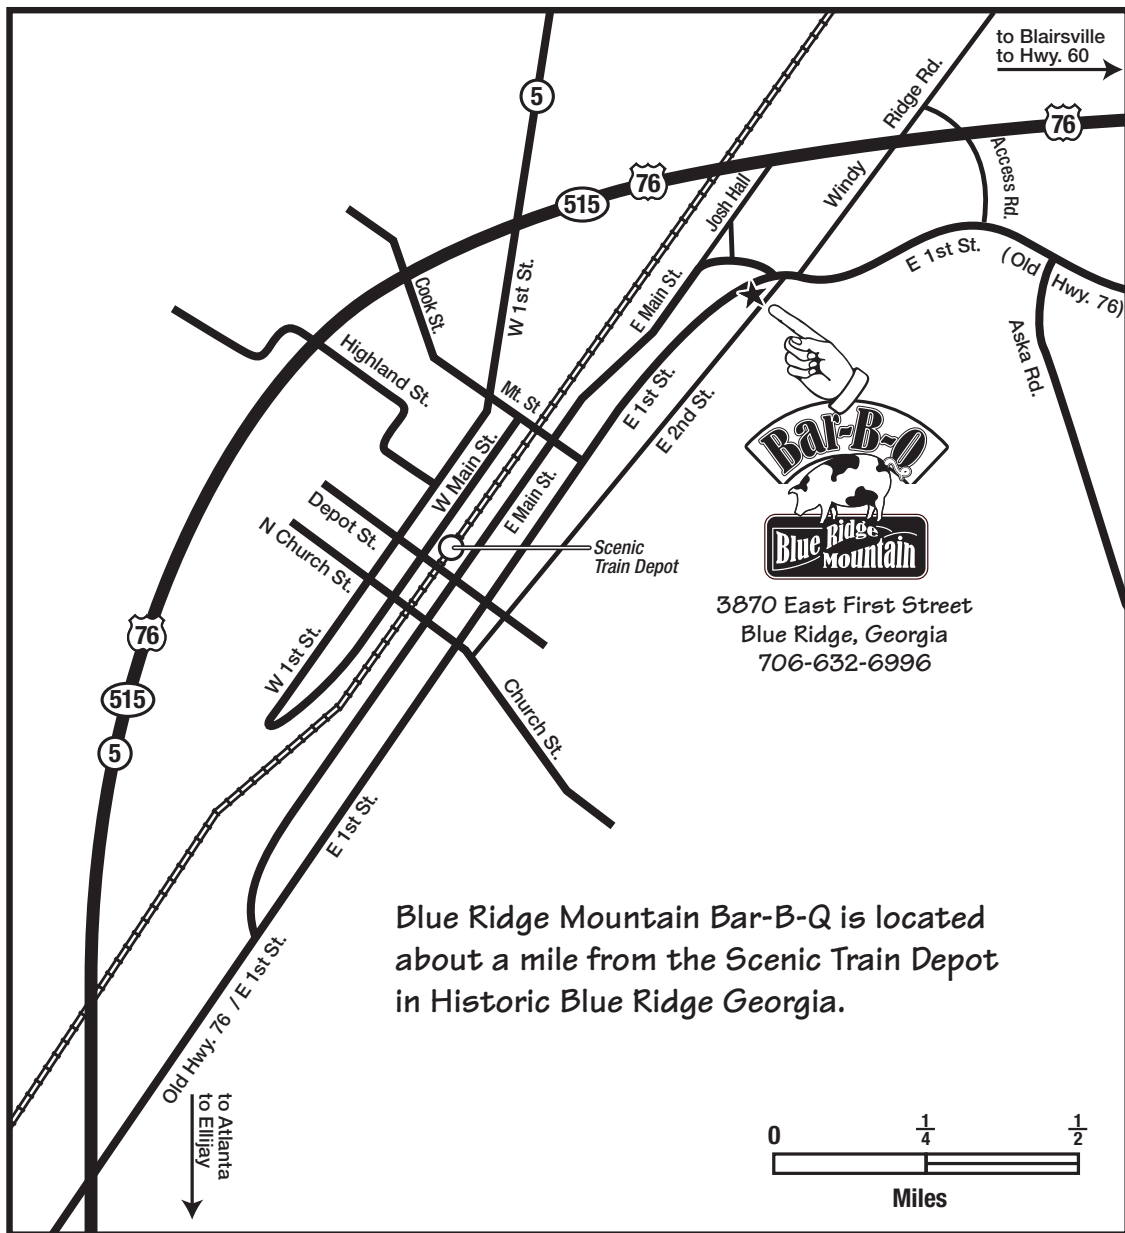 to Blairsville
to Hwy. 60
5
Ridge Rd.
76
76
515
Access Rd.
Josh Hall
Windy
E 1st St.
(Old
Hwy. 76)
Cook St.
W 1st St.
E Main St.
Aska Rd.
Highland St.
Mt. St
E 1st St.
E 2nd St.
Bar-B-Q
Blue Ridge
Mountain
W Main St.
E Main St.
Depot St.
N Church St.
Scenic
Train Depot
3870 East First Street
Blue Ridge, Georgia
706-632-6996
76
W 1st St.
515
5
Church St.
E 1st St.
Blue Ridge Mountain Bar-B-Q is located
about a mile from the Scenic Train Depot
in Historic Blue Ridge Georgia.
Old Hwy. 76 / E 1st St.
to Atlanta
to Ellijay
0 1/4 1/2
Miles